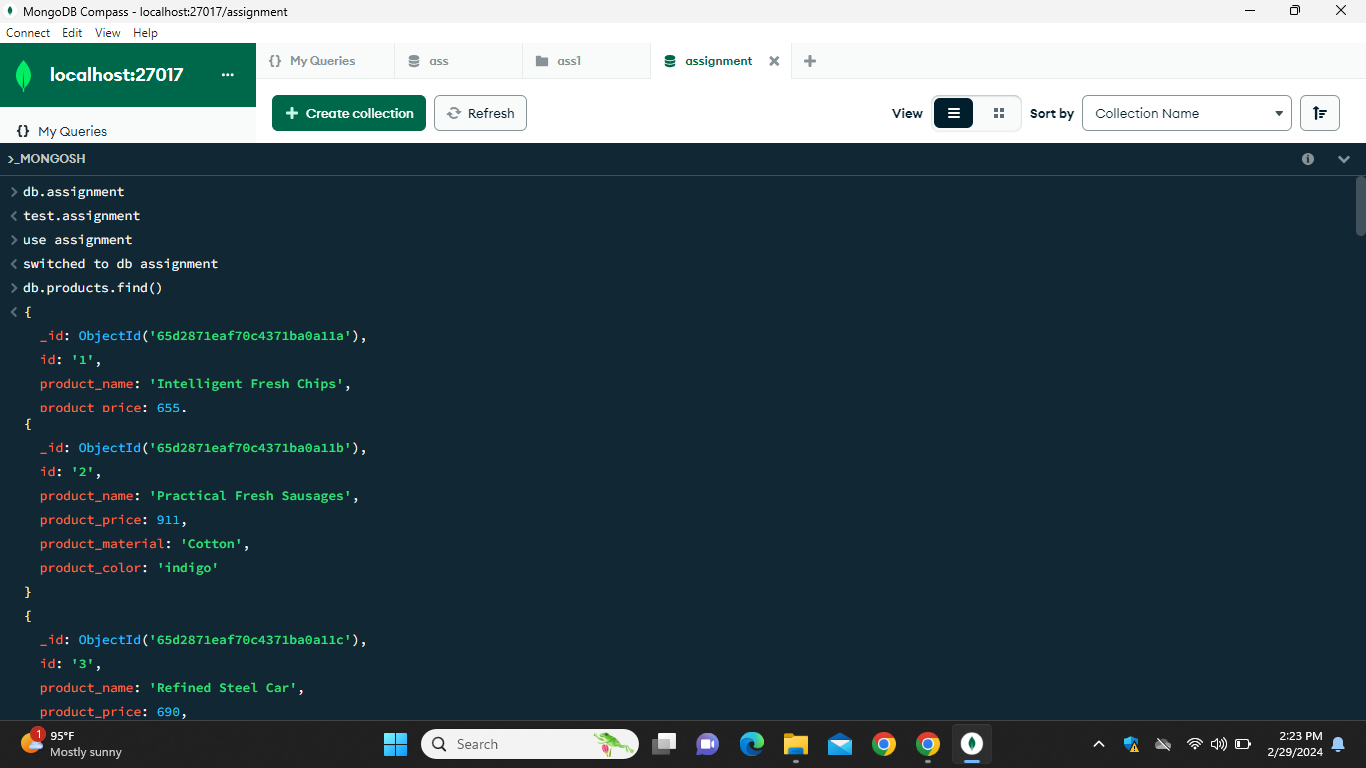 MongoDB Compass - localhost:27017/assignment
Connect Edit View Help
localhost:27017 ...
{} My Queries
ass
ass1
assignment
Create collection
Refresh
View
Sort by
Collection Name
{} My Queries
>_MONGOSH
> db.assignment
< test.assignment
> use assignment
< switched to db assignment
> db.products.find()
< {
_id: ObjectId('65d2871eaf70c4371ba0a11a'),
id: '1',
product_name: 'Intelligent Fresh Chips',
product_price: 655,
{
_id: ObjectId('65d2871eaf70c4371ba0a11b'),
id: '2',
product_name: 'Practical Fresh Sausages',
product_price: 911,
product_material: 'Cotton',
product_color: 'indigo'
}
{
_id: ObjectId('65d2871eaf70c4371ba0a11c'),
id: '3',
product_name: 'Refined Steel Car',
product_price: 690,
1
95°F
Mostly sunny
Search
2:23 PM
2/29/2024